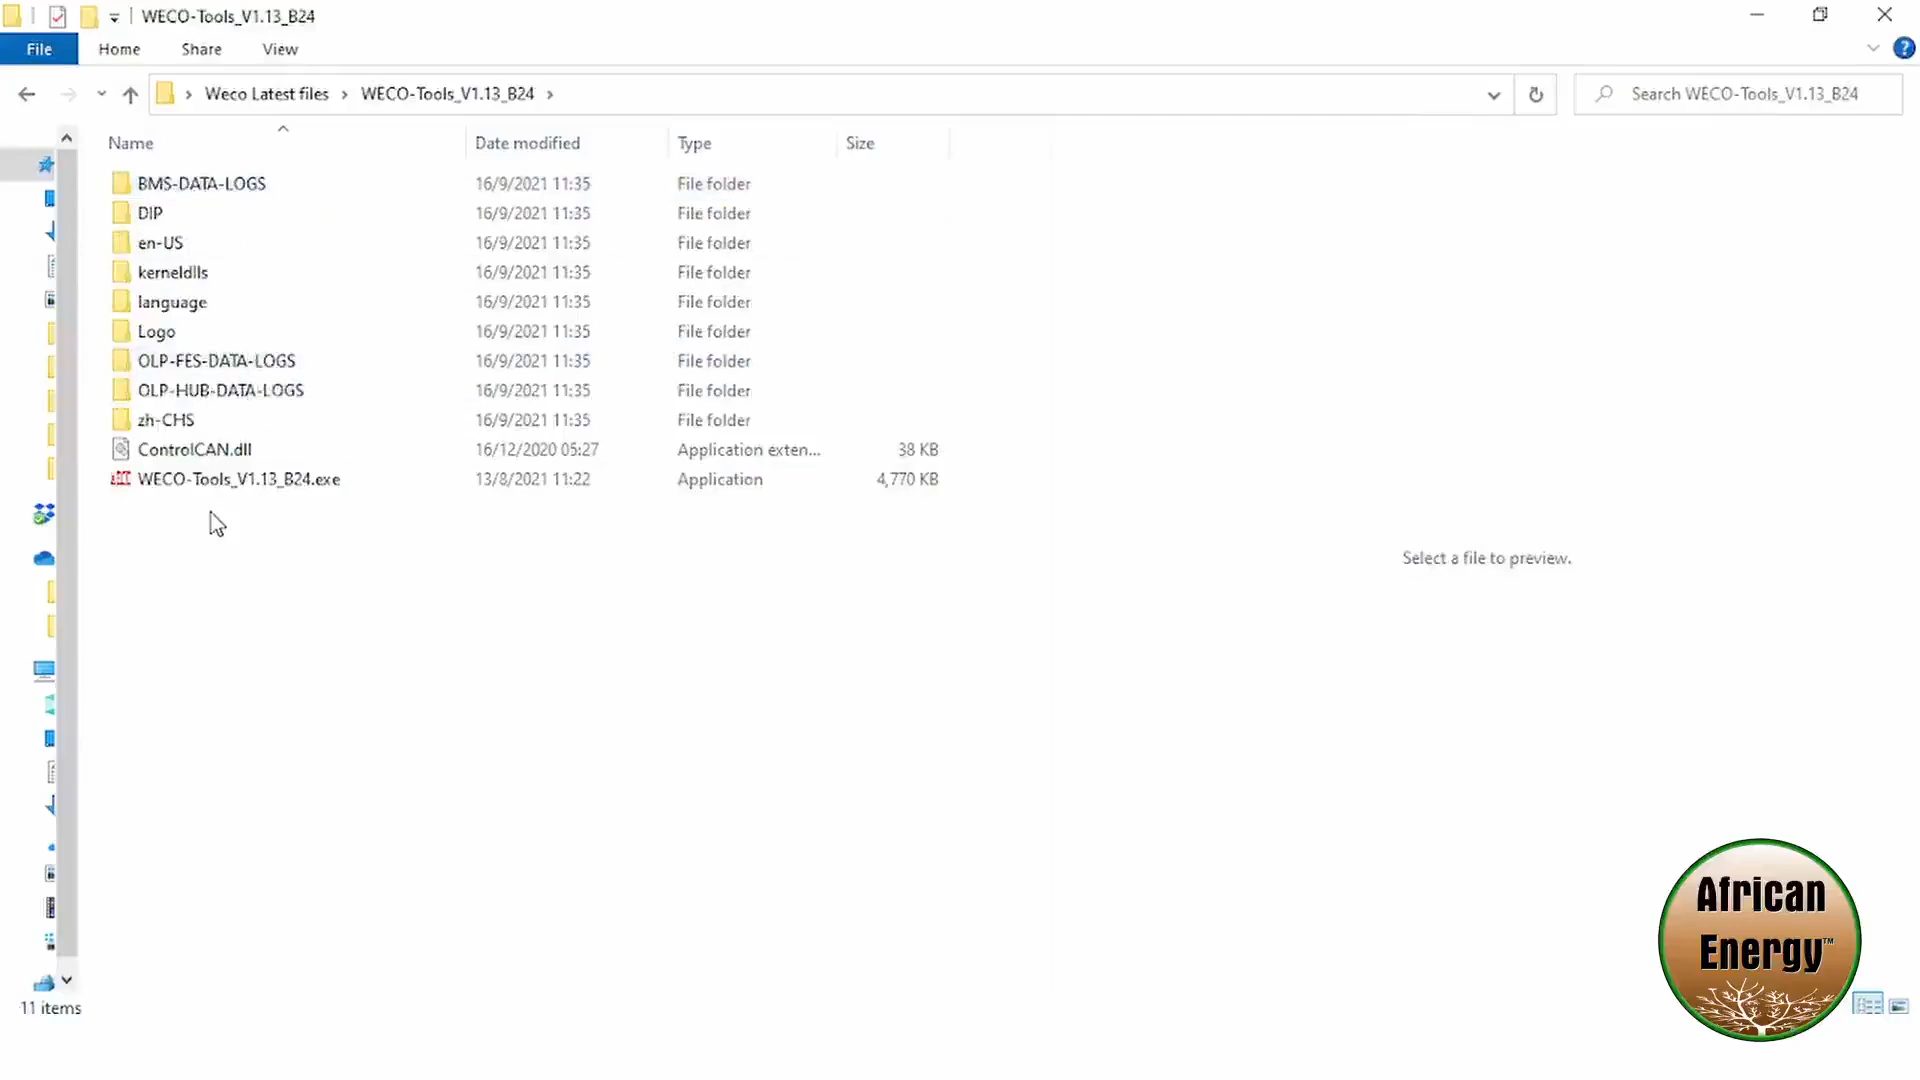 WECO-Tools_V1.13_B24
File Home Share View
Weco Latest files WECO-Tools_V1.13_B24 Search WECO-Tools_V1.13_B24
Name Date modified Type Size
BMS-DATA-LOGS 16/9/2021 11:35 File folder
DIP 16/9/2021 11:35 File folder
en-US 16/9/2021 11:35 File folder
kerneldlls 16/9/2021 11:35 File folder
language 16/9/2021 11:35 File folder
Logo 16/9/2021 11:35 File folder
OLP-FES-DATA-LOGS 16/9/2021 11:35 File folder
OLP-HUB-DATA-LOGS 16/9/2021 11:35 File folder
zh-CHS 16/9/2021 11:35 File folder
ControlCAN.dll 16/12/2020 05:27 Application exten... 38 KB
WECO-Tools_V1.13_B24.exe 13/8/2021 11:22 Application 4,770 KB
Select a file to preview.
African
Energy™
11 items